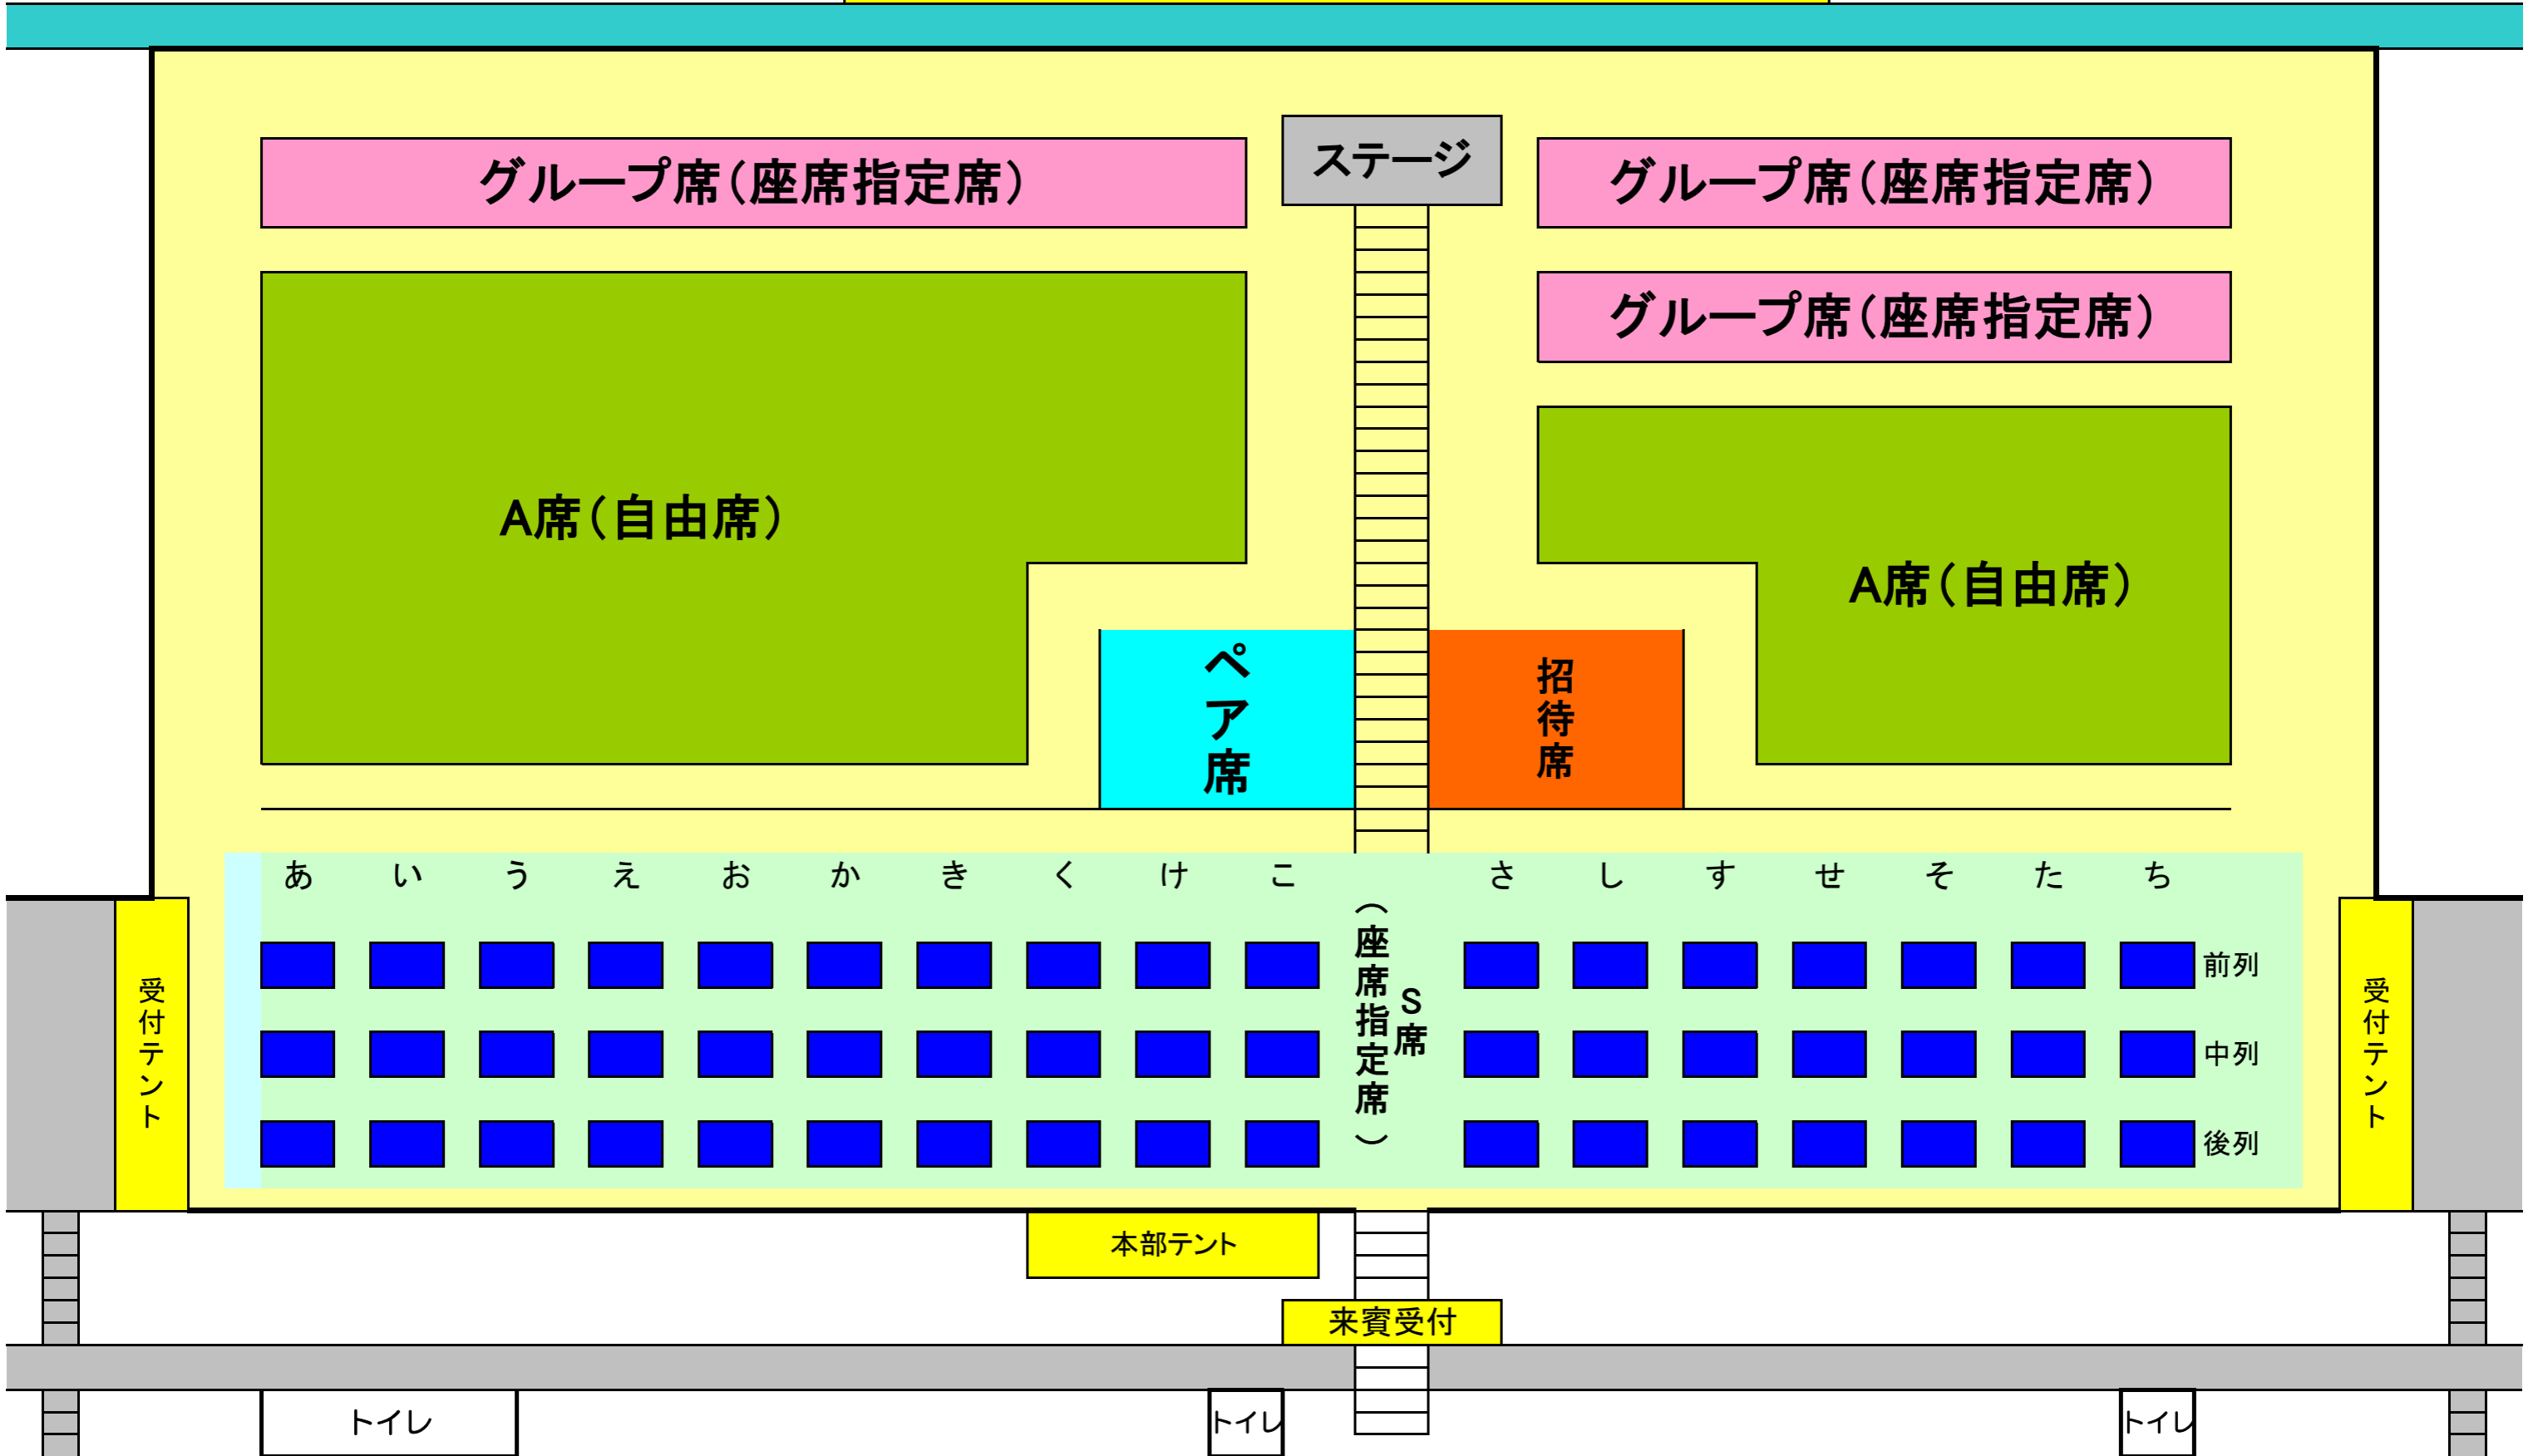 ステージ
グループ席(座席指定席)
グループ席(座席指定席)
グループ席(座席指定席)
A席(自由席)
A席(自由席)
ペア席
招待席
あ い う え お か き く け こ さ し す せ そ た ち
S席
(座席指定席)
前列
中列
後列
受付テント
受付テント
本部テント
来賓受付
トイレ
トイレ
トイレ